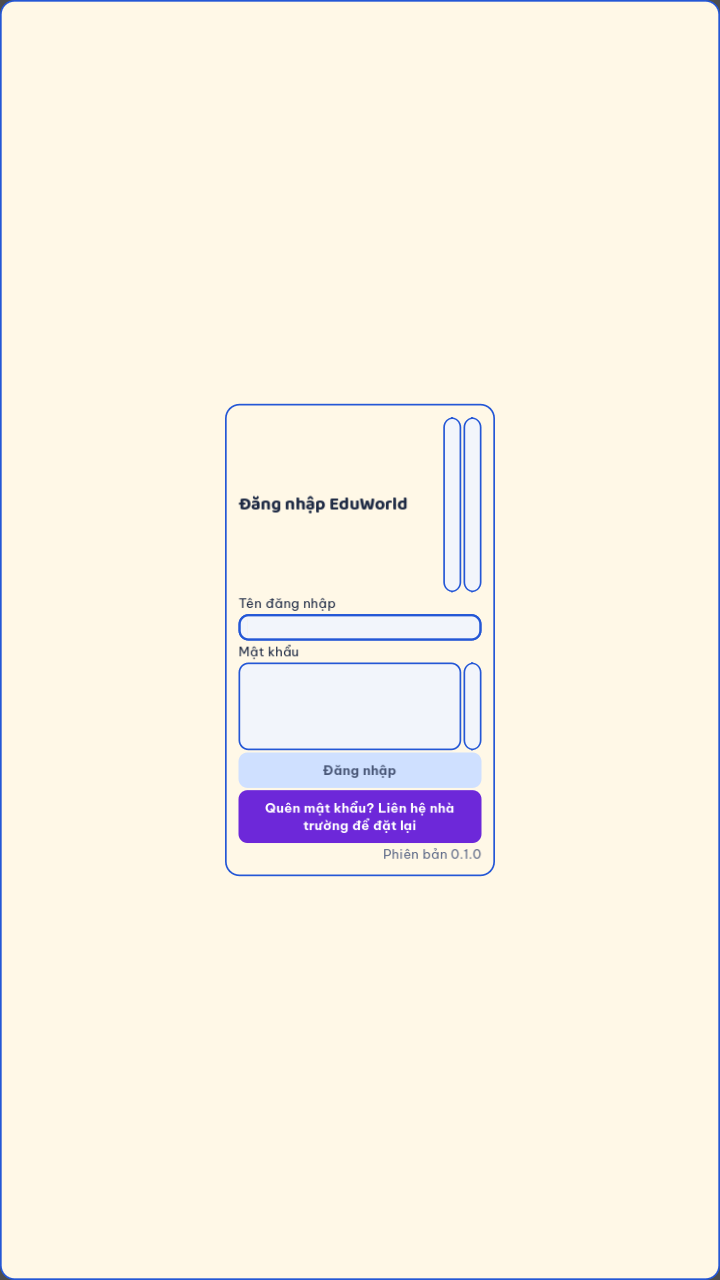 Đăng nhập EduWorld
Tên đăng nhập
Mật khẩu
Đăng nhập
Quên mật khẩu? Liên hệ nhà
trường để đặt lại
Phiên bản 0.1.0